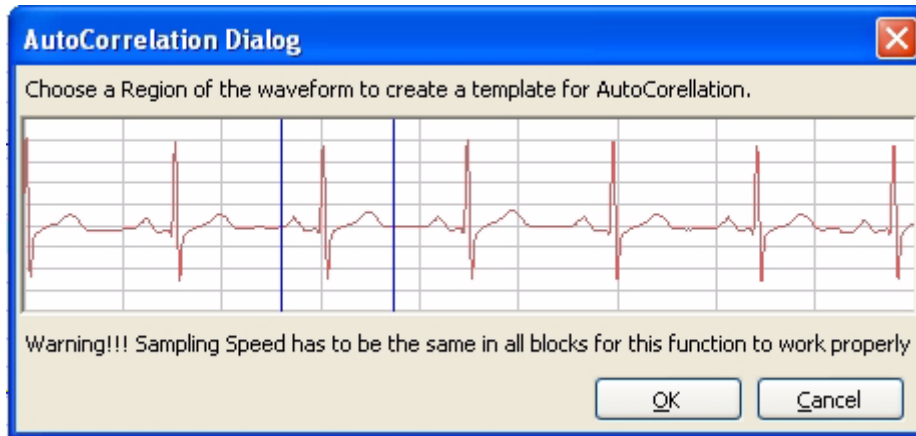 AutoCorrelation Dialog
Choose a Region of the waveform to create a template for AutoCorellation.
Warning!!! Sampling Speed has to be the same in all blocks for this function to work properly
OK
Cancel